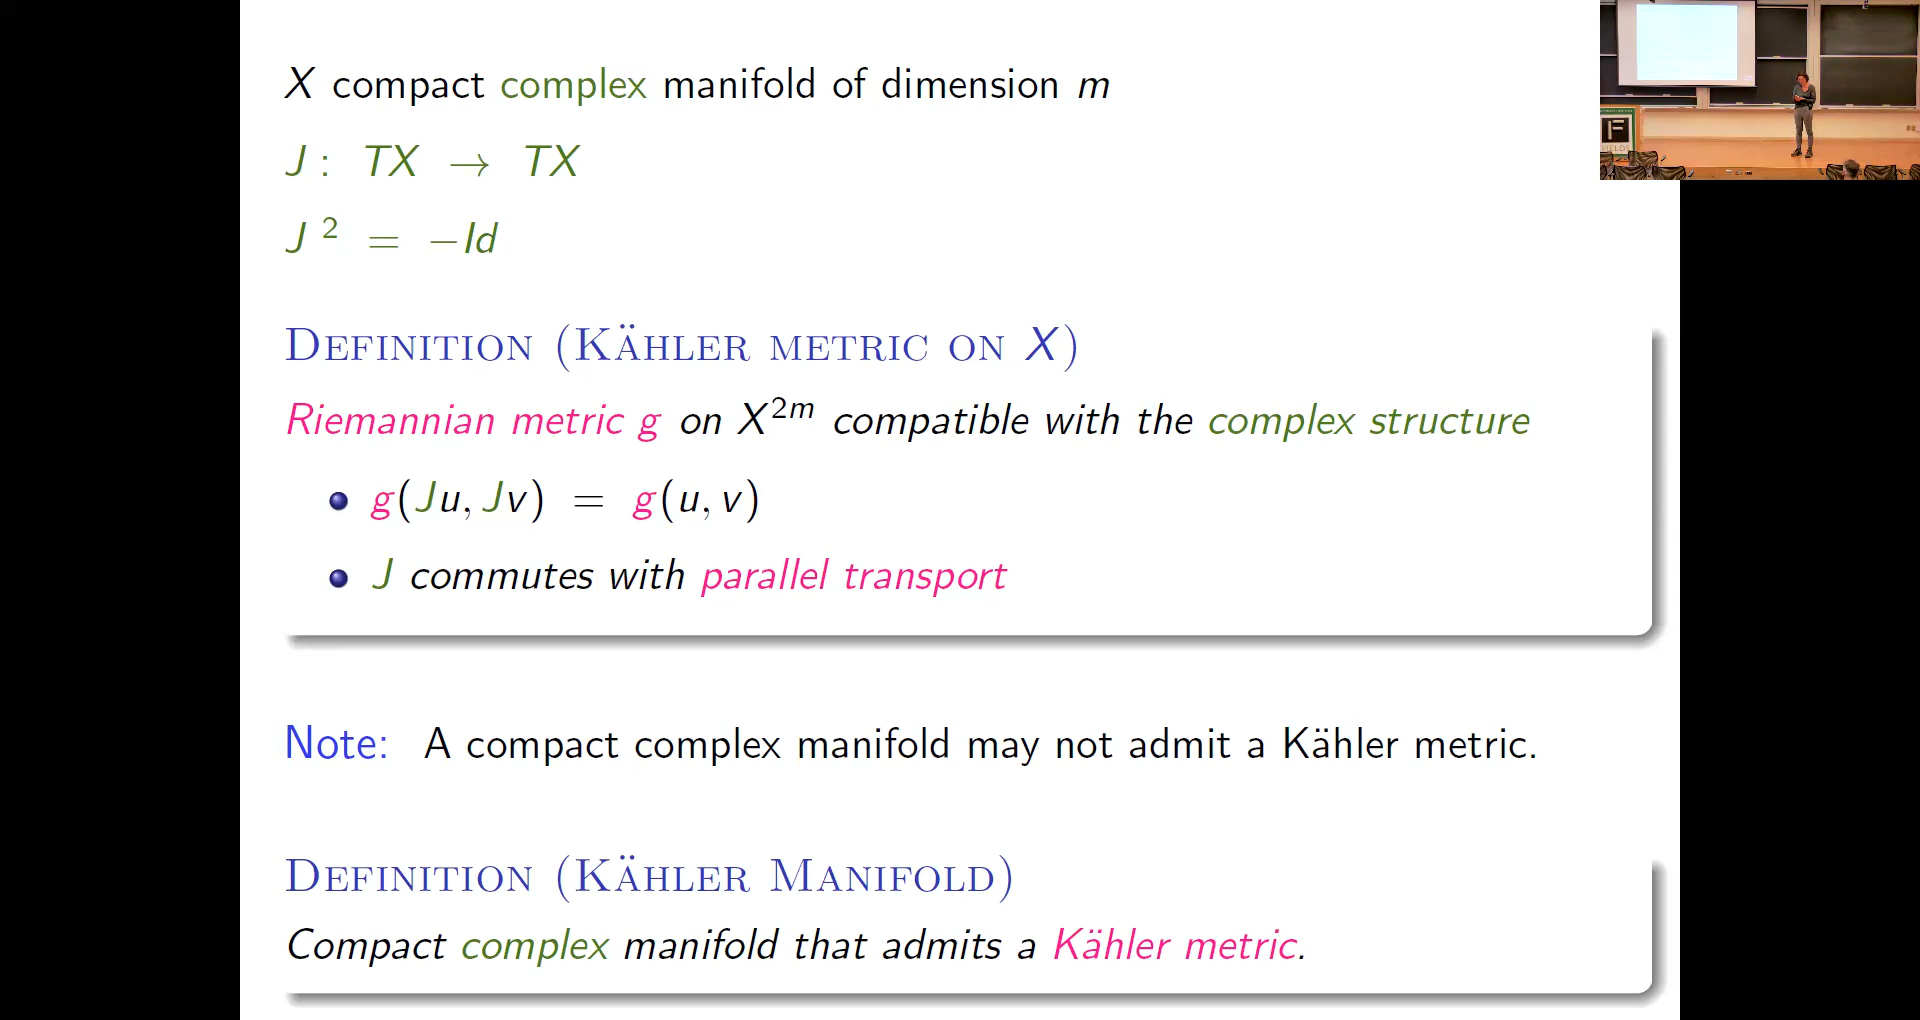 X compact complex manifold of dimension m
J : TX → TX
J ² = −Id
Definition (Kähler metric on X)
Riemannian metric g on X²ᵐ compatible with the complex structure
• g(Ju, Jv) = g(u, v)
• J commutes with parallel transport
Note: A compact complex manifold may not admit a Kähler metric.
Definition (Kähler Manifold)
Compact complex manifold that admits a Kähler metric.
F
FIELDS